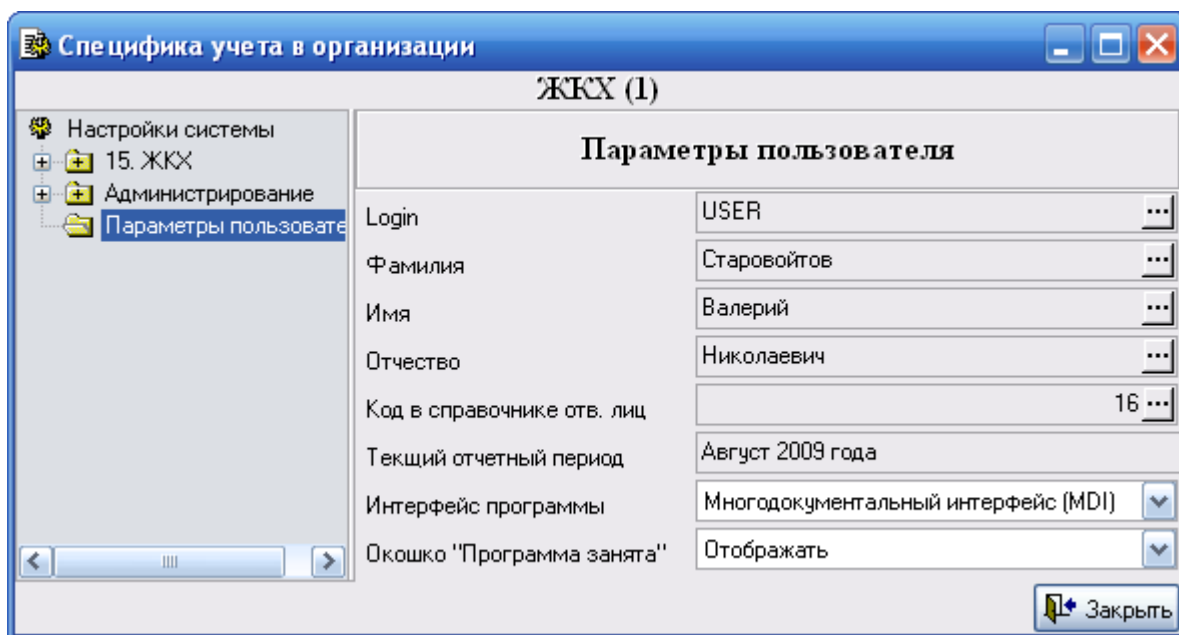 Специфика учета в организации
ЖКХ (1)
Настройки системы
15. ЖКХ
Администрирование
Параметры пользовате
Параметры пользователя
Login USER ...
Фамилия Старовойтов ...
Имя Валерий ...
Отчество Николаевич ...
Код в справочнике отв. лиц 16 ...
Текщий отчетный период Август 2009 года
Интерфейс программы Многодокументальный интерфейс (MDI)
Окошко "Программа занята" Отображать
Закрыть